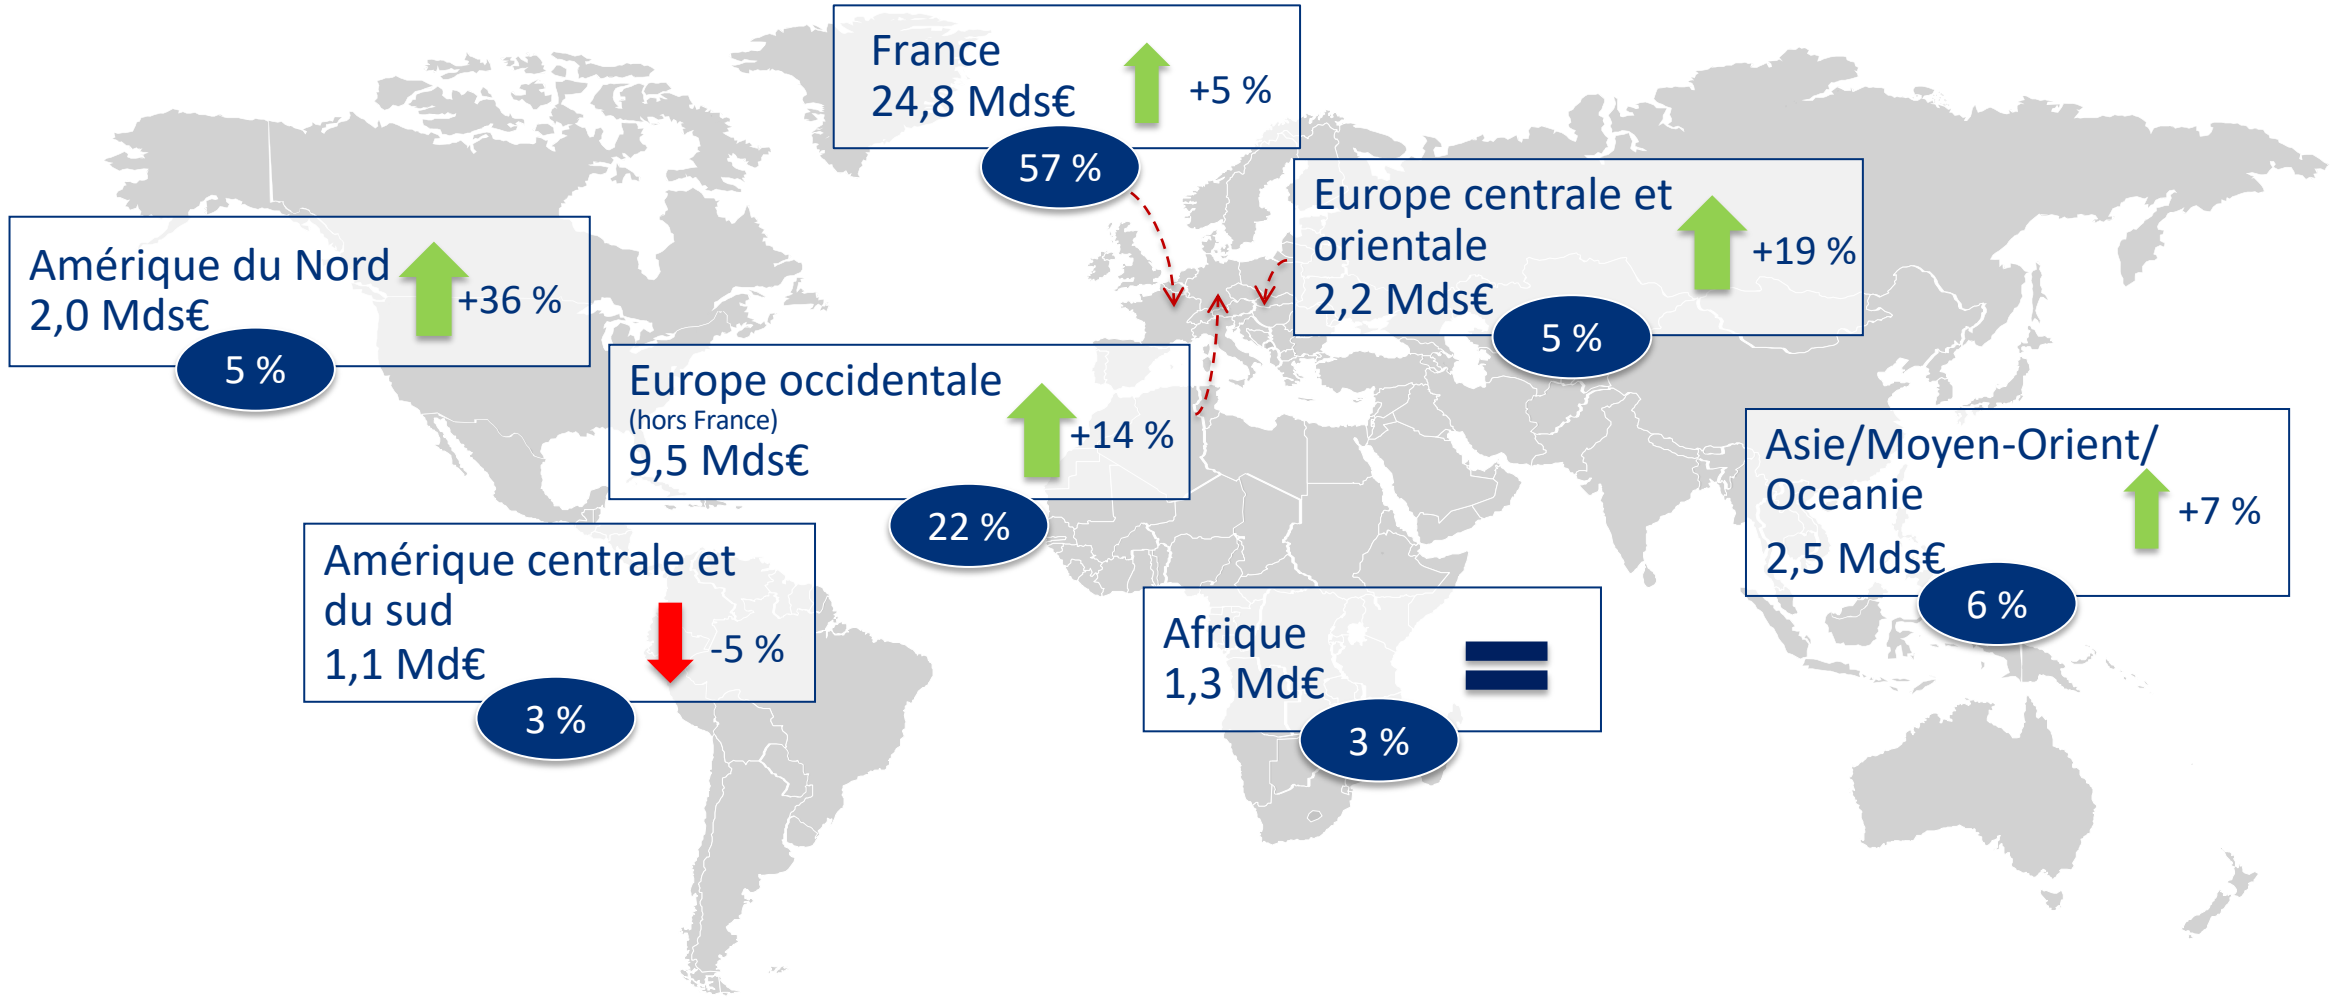 France
24,8 Mds€
+5 %
57 %
Europe centrale et
orientale
2,2 Mds€
+19 %
5 %
Amérique du Nord
2,0 Mds€
+36 %
5 %
Europe occidentale
(hors France)
9,5 Mds€
+14 %
22 %
Asie/Moyen-Orient/
Oceanie
2,5 Mds€
+7 %
6 %
Amérique centrale et
du sud
1,1 Md€
-5 %
3 %
Afrique
1,3 Md€
=
3 %